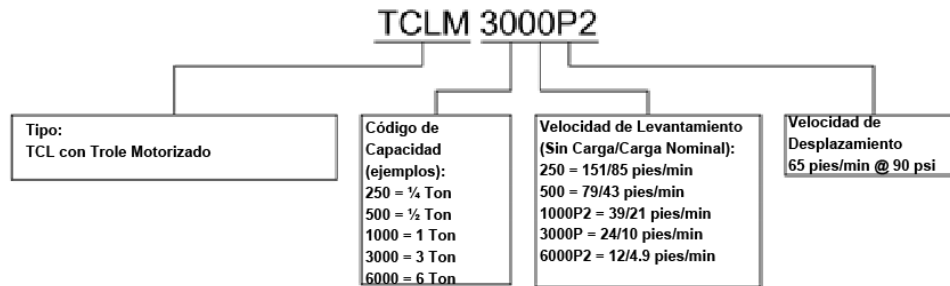 TCLM 3000P2
Tipo:
TCL con Trole Motorizado
Código de
Capacidad
(ejemplos):
250 = ¼ Ton
500 = ½ Ton
1000 = 1 Ton
3000 = 3 Ton
6000 = 6 Ton
Velocidad de Levantamiento
(Sin Carga/Carga Nominal):
250 = 151/85 pies/min
500 = 79/43 pies/min
1000P2 = 39/21 pies/min
3000P = 24/10 pies/min
6000P2 = 12/4.9 pies/min
Velocidad de
Desplazamiento
65 pies/min @ 90 psi